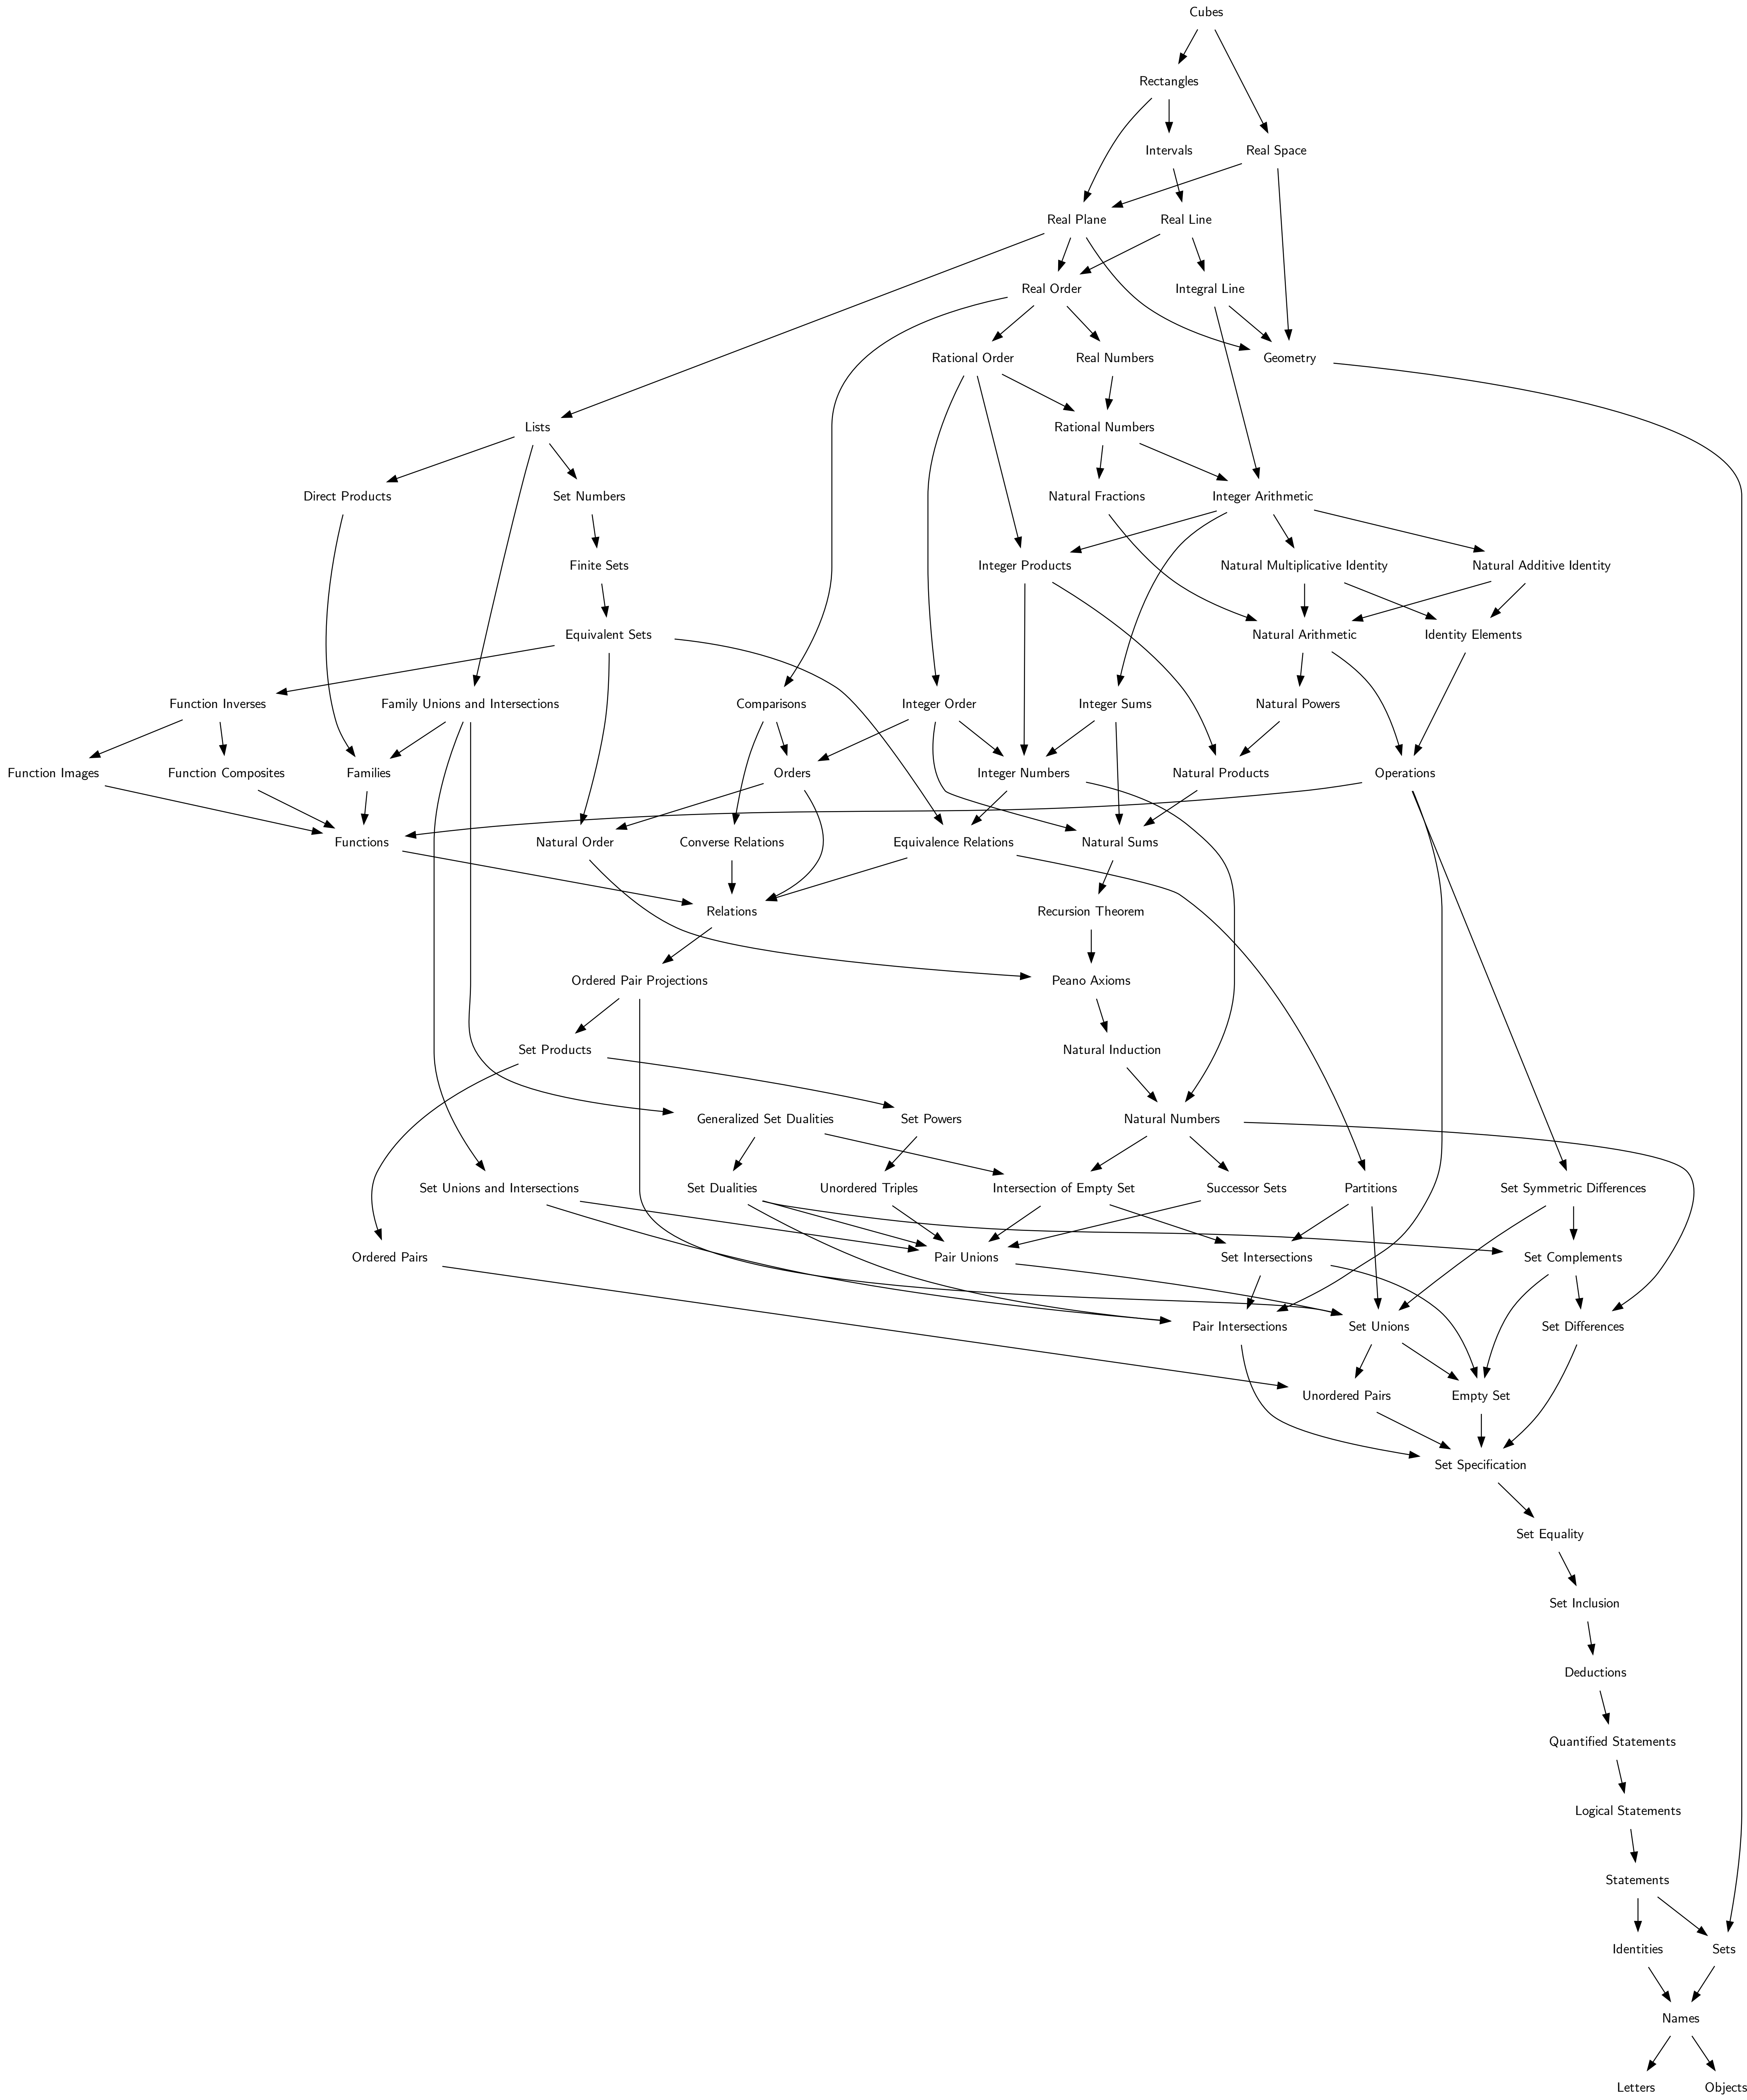 Cubes
Rectangles
Intervals
Real Space
Real Plane
Real Line
Real Order
Integral Line
Rational Order
Real Numbers
Geometry
Lists
Rational Numbers
Direct Products
Set Numbers
Natural Fractions
Integer Arithmetic
Finite Sets
Integer Products
Natural Multiplicative Identity
Natural Additive Identity
Equivalent Sets
Natural Arithmetic
Identity Elements
Function Inverses
Family Unions and Intersections
Comparisons
Integer Order
Integer Sums
Natural Powers
Function Images
Function Composites
Families
Orders
Integer Numbers
Natural Products
Operations
Functions
Natural Order
Converse Relations
Equivalence Relations
Natural Sums
Relations
Recursion Theorem
Ordered Pair Projections
Peano Axioms
Set Products
Natural Induction
Generalized Set Dualities
Set Powers
Natural Numbers
Set Unions and Intersections
Set Dualities
Unordered Triples
Intersection of Empty Set
Successor Sets
Partitions
Set Symmetric Differences
Ordered Pairs
Pair Unions
Set Intersections
Set Complements
Pair Intersections
Set Unions
Set Differences
Unordered Pairs
Empty Set
Set Specification
Set Equality
Set Inclusion
Deductions
Quantified Statements
Logical Statements
Statements
Identities
Sets
Names
Letters
Objects